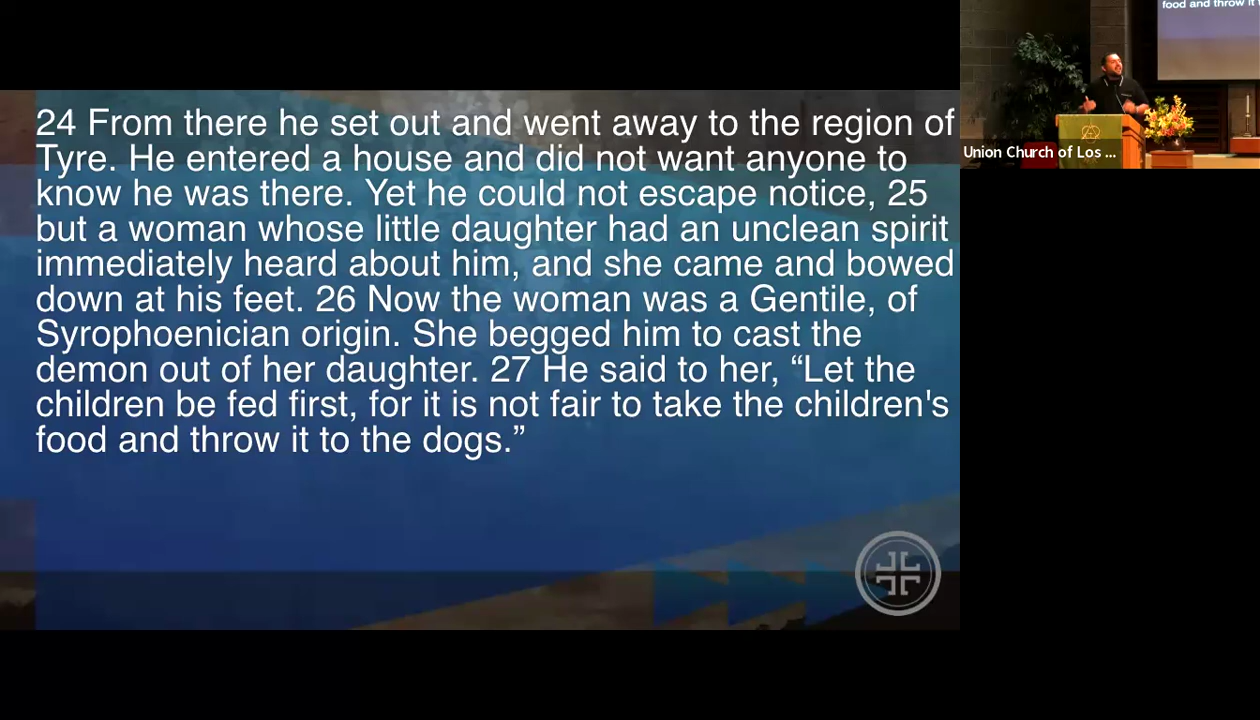 24 From there he set out and went away to the region of
Tyre. He entered a house and did not want anyone to
know he was there. Yet he could not escape notice, 25
but a woman whose little daughter had an unclean spirit
immediately heard about him, and she came and bowed
down at his feet. 26 Now the woman was a Gentile, of
Syrophoenician origin. She begged him to cast the
demon out of her daughter. 27 He said to her, “Let the
children be fed first, for it is not fair to take the children's
food and throw it to the dogs.”
food and throw it
Union Church of Los ...